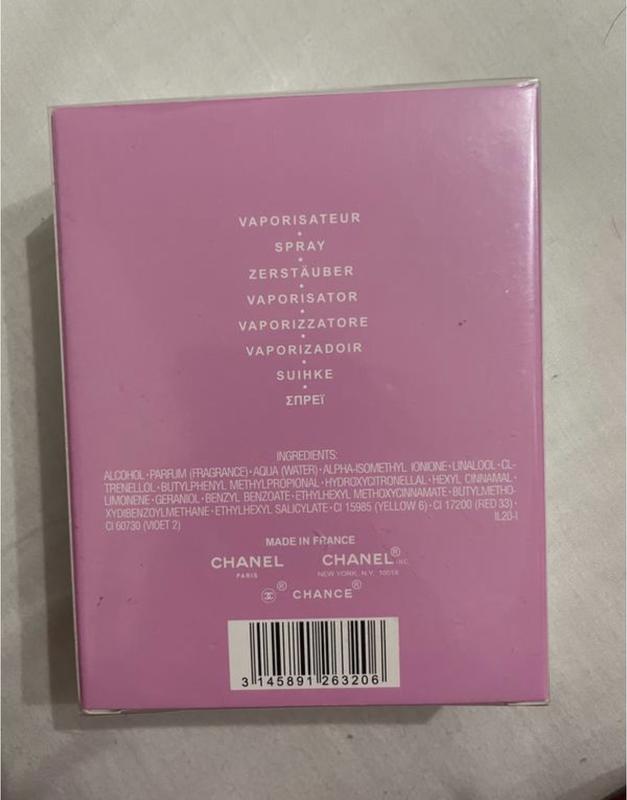 VAPORISATEUR
•
SPRAY
•
ZERSTÄUBER
•
VAPORISATOR
•
VAPORIZZATORE
•
VAPORIZADOIR
•
SUIHKE
•
ΣΠΡΕΪ
INGREDIENTS:
ALCOHOL·PARFUM (FRAGRANCE)·AQUA (WATER)·ALPHA-ISOMETHYL IONIONE·LINALOOL·CL-
TRENELLOL·BUTYLPHENYL METHYLPROPIONAL·HYDROXYCITRONELLAL·HEXYL CINNAMAL·
LIMONENE·GERANIOL·BENZYL BENZOATE·ETHYLHEXYL METHOXYCINNAMATE·BUTYLMETHO-
XYDIBENZOYLMETHANE·ETHYLHEXYL SALICYLATE·CI 15985 (YELLOW 6)·CI 17200 (RED 33)·
CI 60730 (VIOET 2) IL20-I
MADE IN FRANCE
CHANEL CHANEL® INC.
PARIS NEW YORK, N.Y. 10019
® CHANCE®
3 145891 263206